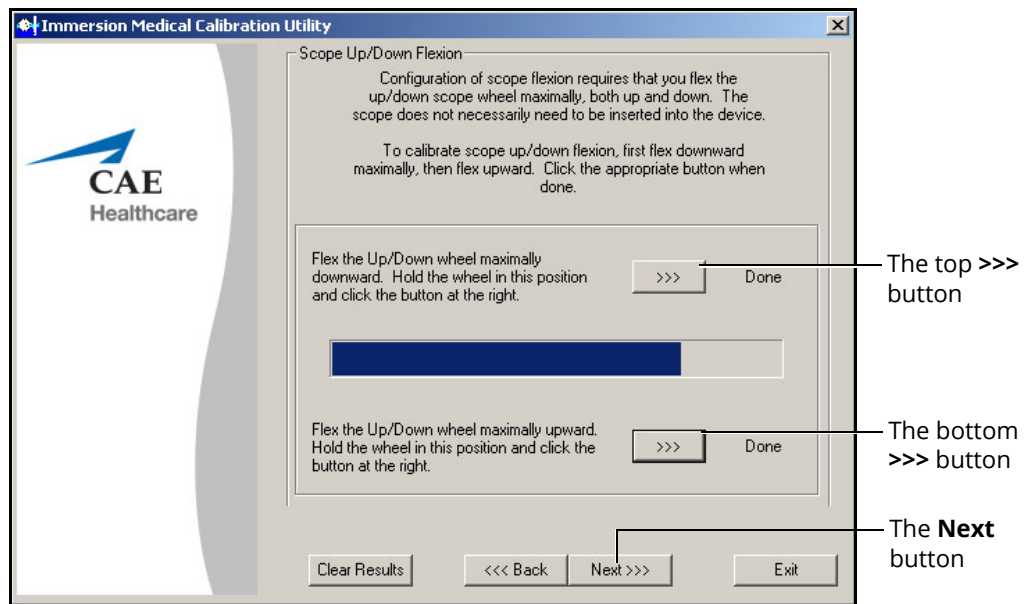 Immersion Medical Calibration Utility
CAE
Healthcare
Scope Up/Down Flexion
Configuration of scope flexion requires that you flex the
up/down scope wheel maximally, both up and down. The
scope does not necessarily need to be inserted into the device.
To calibrate scope up/down flexion, first flex downward
maximally, then flex upward. Click the appropriate button when
done.
Flex the Up/Down wheel maximally
downward. Hold the wheel in this position
and click the button at the right.
>>>
Done
The top >>>
button
Flex the Up/Down wheel maximally upward.
Hold the wheel in this position and click the
button at the right.
>>>
Done
The bottom
>>> button
Clear Results
<<< Back
Next >>>
Exit
The Next
button